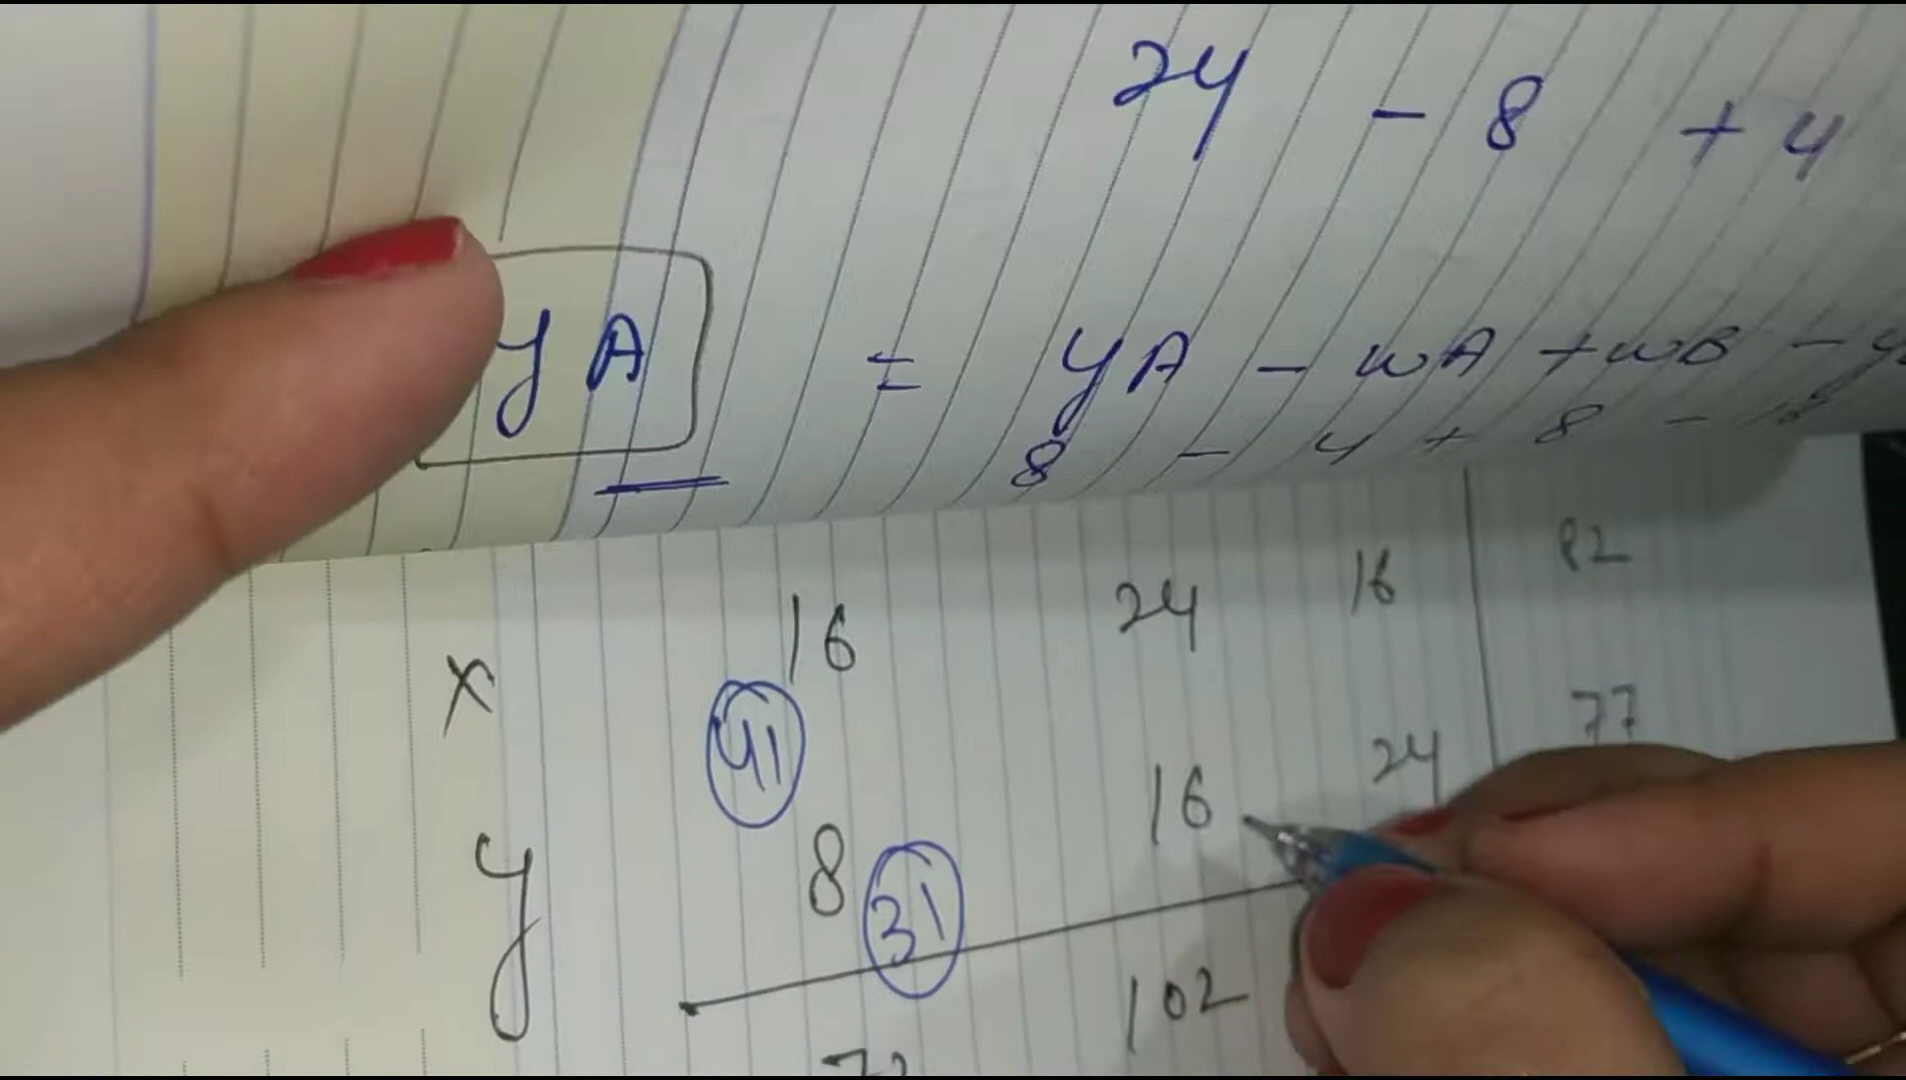 24 - 8 + 4
y A = yA - wA + wB - y
8 - 4 + 8 -
x 16 24 16 82
41
y 8 16 24 77
31
102